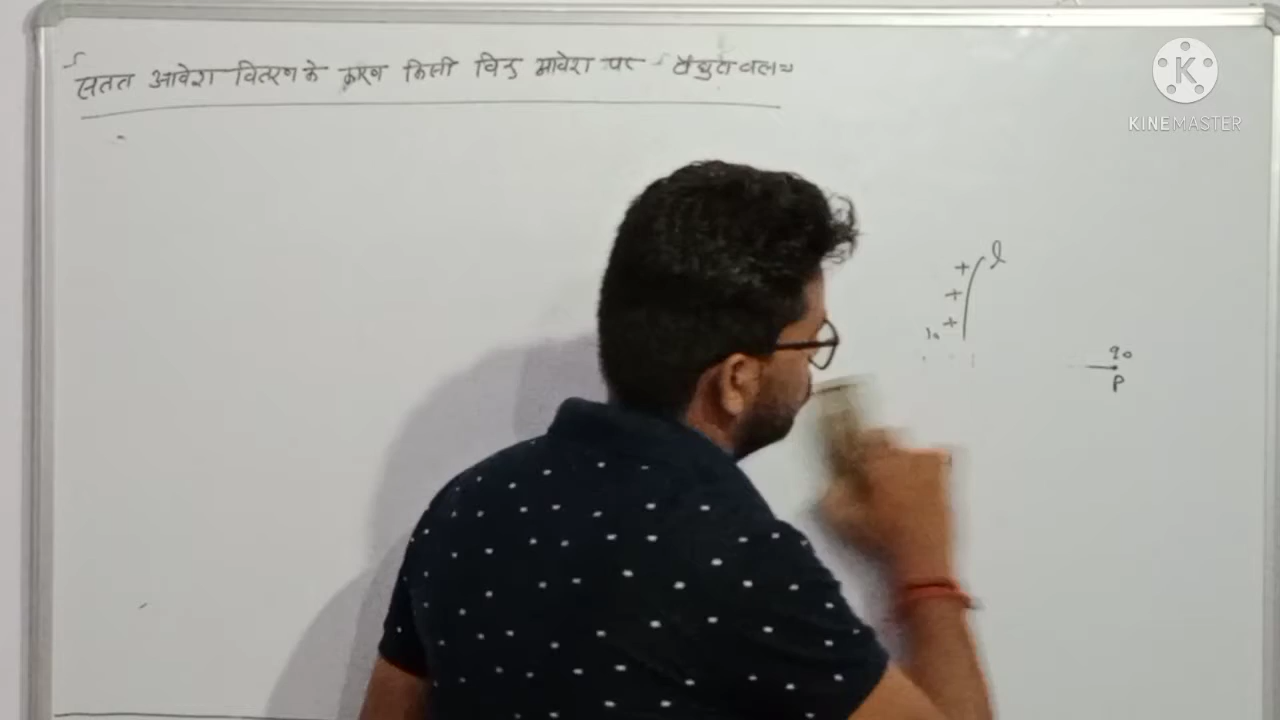 सतत आवेश वितरण के कारण किसी बिन्दु आवेश पर वैद्युत बल
KINEMASTER
l
+
+
+
q₀
P